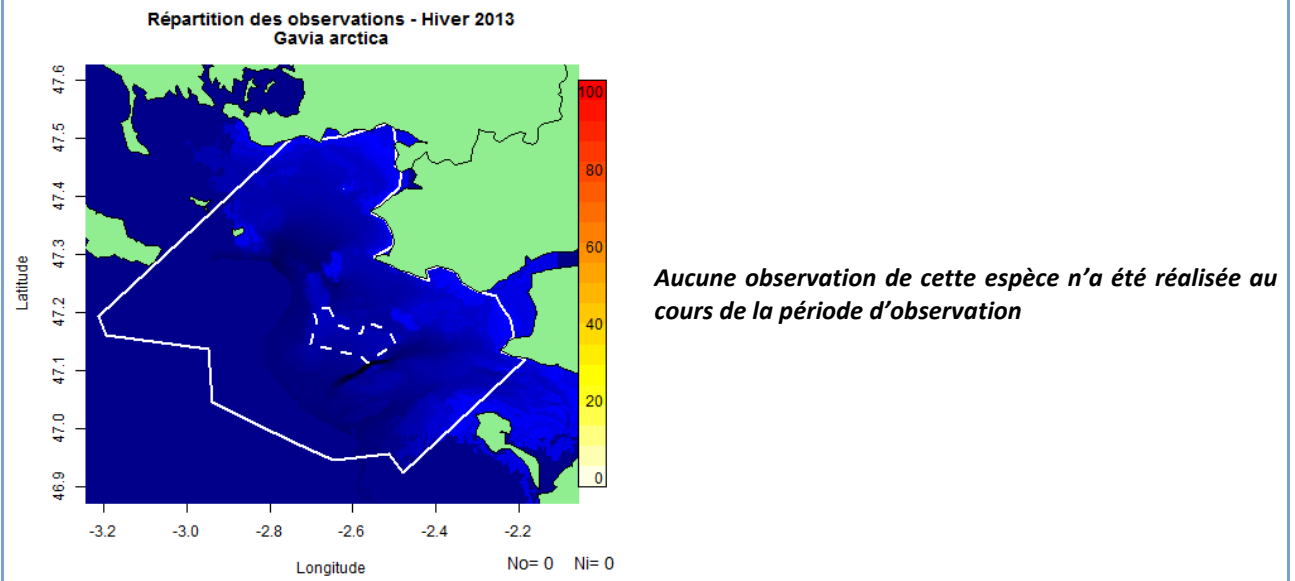 Répartition des observations - Hiver 2013
Gavia arctica
47.6
47.5
47.4
47.3
47.2
47.1
47.0
46.9
Latitude
100
80
60
40
20
0
-3.2 -3.0 -2.8 -2.6 -2.4 -2.2
Longitude
No= 0 Ni= 0
Aucune observation de cette espèce n’a été réalisée au
cours de la période d’observation